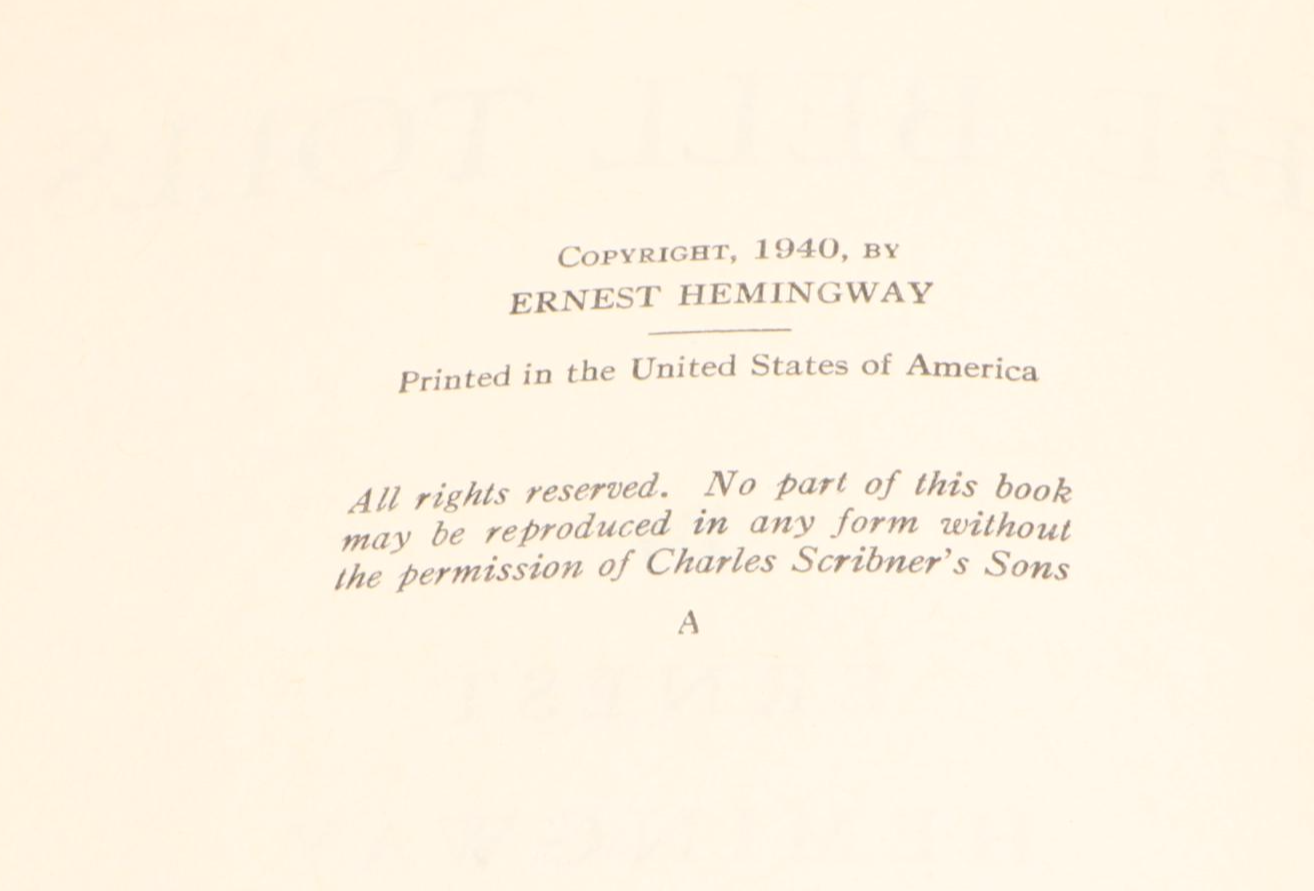 COPYRIGHT, 1940, BY
ERNEST HEMINGWAY
Printed in the United States of America
All rights reserved. No part of this book
may be reproduced in any form without
the permission of Charles Scribner's Sons
A